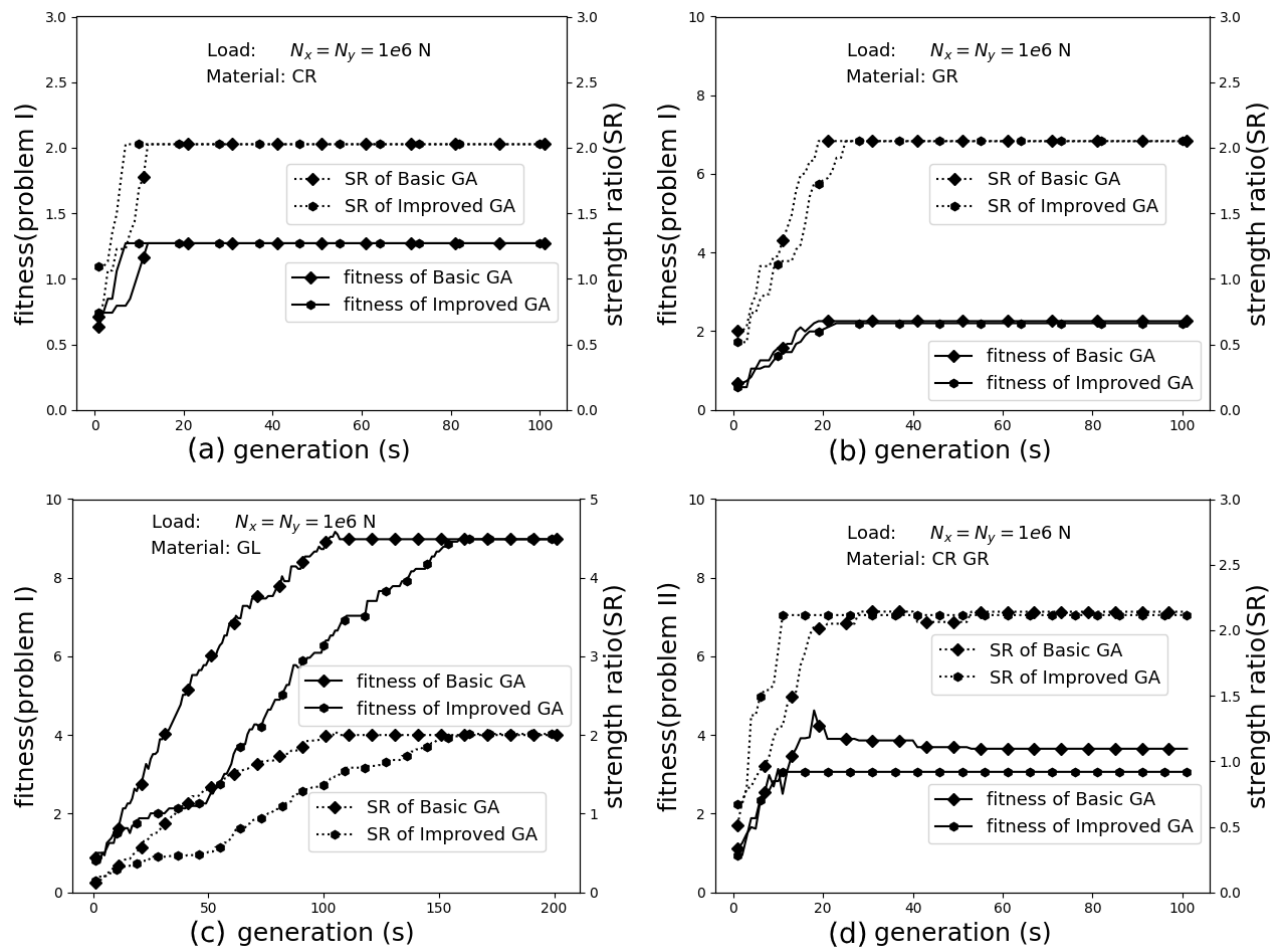 3.0 3.0
Load: N_x = N_y = 1e6 N
Material: CR
2.5 2.5
2.0 2.0
SR of Basic GA
SR of Improved GA
1.5 1.5
fitness(problem I)
strength ratio(SR)
1.0 1.0
fitness of Basic GA
fitness of Improved GA
0.5 0.5
0.0 0.0
0 20 40 60 80 100
(a) generation (s)
10 3.0
Load: N_x = N_y = 1e6 N
Material: GR
8 2.5
2.0
6
SR of Basic GA
SR of Improved GA
1.5
fitness(problem I)
strength ratio(SR)
4
1.0
2 0.5
fitness of Basic GA
fitness of Improved GA
0 0.0
0 20 40 60 80 100
(b) generation (s)
10 5
Load: N_x = N_y = 1e6 N
Material: GL
9
8 4
6 3
fitness(problem I)
strength ratio(SR)
fitness of Basic GA
fitness of Improved GA
4 2
2 1
SR of Basic GA
SR of Improved GA
0 0
0 50 100 150 200
(c) generation (s)
10 3.0
Load: N_x = N_y = 1e6 N
Material: CR GR
8 2.5
2.0
6
SR of Basic GA
SR of Improved GA
1.5
fitness(problem II)
strength ratio(SR)
4
1.0
2 0.5
fitness of Basic GA
fitness of Improved GA
0 0.0
0 20 40 60 80 100
(d) generation (s)